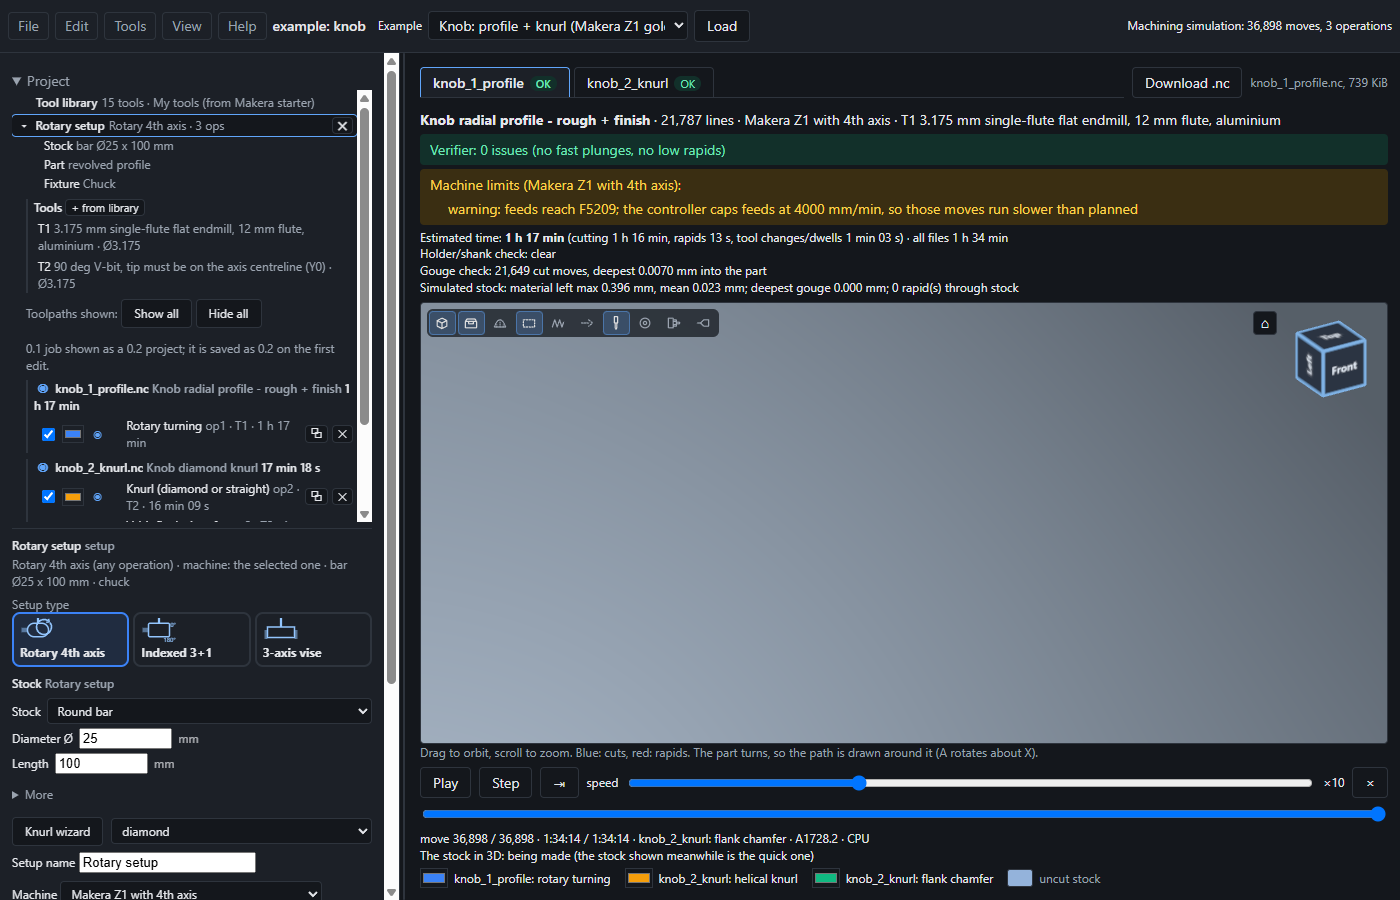 File Edit Tools View Help example: knob Example Knob: profile + knurl (Makera Z1 gol Load Machining simulation: 36,898 moves, 3 operations
Project
Tool library 15 tools · My tools (from Makera starter)
Rotary setup Rotary 4th axis · 3 ops
Stock bar Ø25 x 100 mm
Part revolved profile
Fixture Chuck
Tools + from library
T1 3.175 mm single-flute flat endmill, 12 mm flute,
aluminium · Ø3.175
T2 90 deg V-bit, tip must be on the axis centreline (Y0) ·
Ø3.175
Toolpaths shown: Show all Hide all
0.1 job shown as a 0.2 project; it is saved as 0.2 on the first
edit.
knob_1_profile.nc Knob radial profile - rough + finish 1
h 17 min
Rotary turning op1 · T1 · 1 h 17
min
knob_2_knurl.nc Knob diamond knurl 17 min 18 s
Knurl (diamond or straight) op2 ·
T2 · 16 min 09 s
Rotary setup setup
Rotary 4th axis (any operation) · machine: the selected one · bar
Ø25 x 100 mm · chuck
Setup type
180°
Rotary 4th axis Indexed 3+1 3-axis vise
Stock Rotary setup
Stock Round bar
Diameter Ø 25 mm
Length 100 mm
More
Knurl wizard diamond
Setup name Rotary setup
Machine Makera Z1 with 4th axis
knob_1_profile OK knob_2_knurl OK Download .nc knob_1_profile.nc, 739 KiB
Knob radial profile - rough + finish · 21,787 lines · Makera Z1 with 4th axis · T1 3.175 mm single-flute flat endmill, 12 mm flute, aluminium
Verifier: 0 issues (no fast plunges, no low rapids)
Machine limits (Makera Z1 with 4th axis):
warning: feeds reach F5209; the controller caps feeds at 4000 mm/min, so those moves run slower than planned
Estimated time: 1 h 17 min (cutting 1 h 16 min, rapids 13 s, tool changes/dwells 1 min 03 s) · all files 1 h 34 min
Holder/shank check: clear
Gouge check: 21,649 cut moves, deepest 0.0070 mm into the part
Simulated stock: material left max 0.396 mm, mean 0.023 mm; deepest gouge 0.000 mm; 0 rapid(s) through stock
Top
Left Front
Drag to orbit, scroll to zoom. Blue: cuts, red: rapids. The part turns, so the path is drawn around it (A rotates about X).
Play Step speed ×10 ×
move 36,898 / 36,898 · 1:34:14 / 1:34:14 · knob_2_knurl: flank chamfer · A1728.2 · CPU
The stock in 3D: being made (the stock shown meanwhile is the quick one)
knob_1_profile: rotary turning knob_2_knurl: helical knurl knob_2_knurl: flank chamfer uncut stock